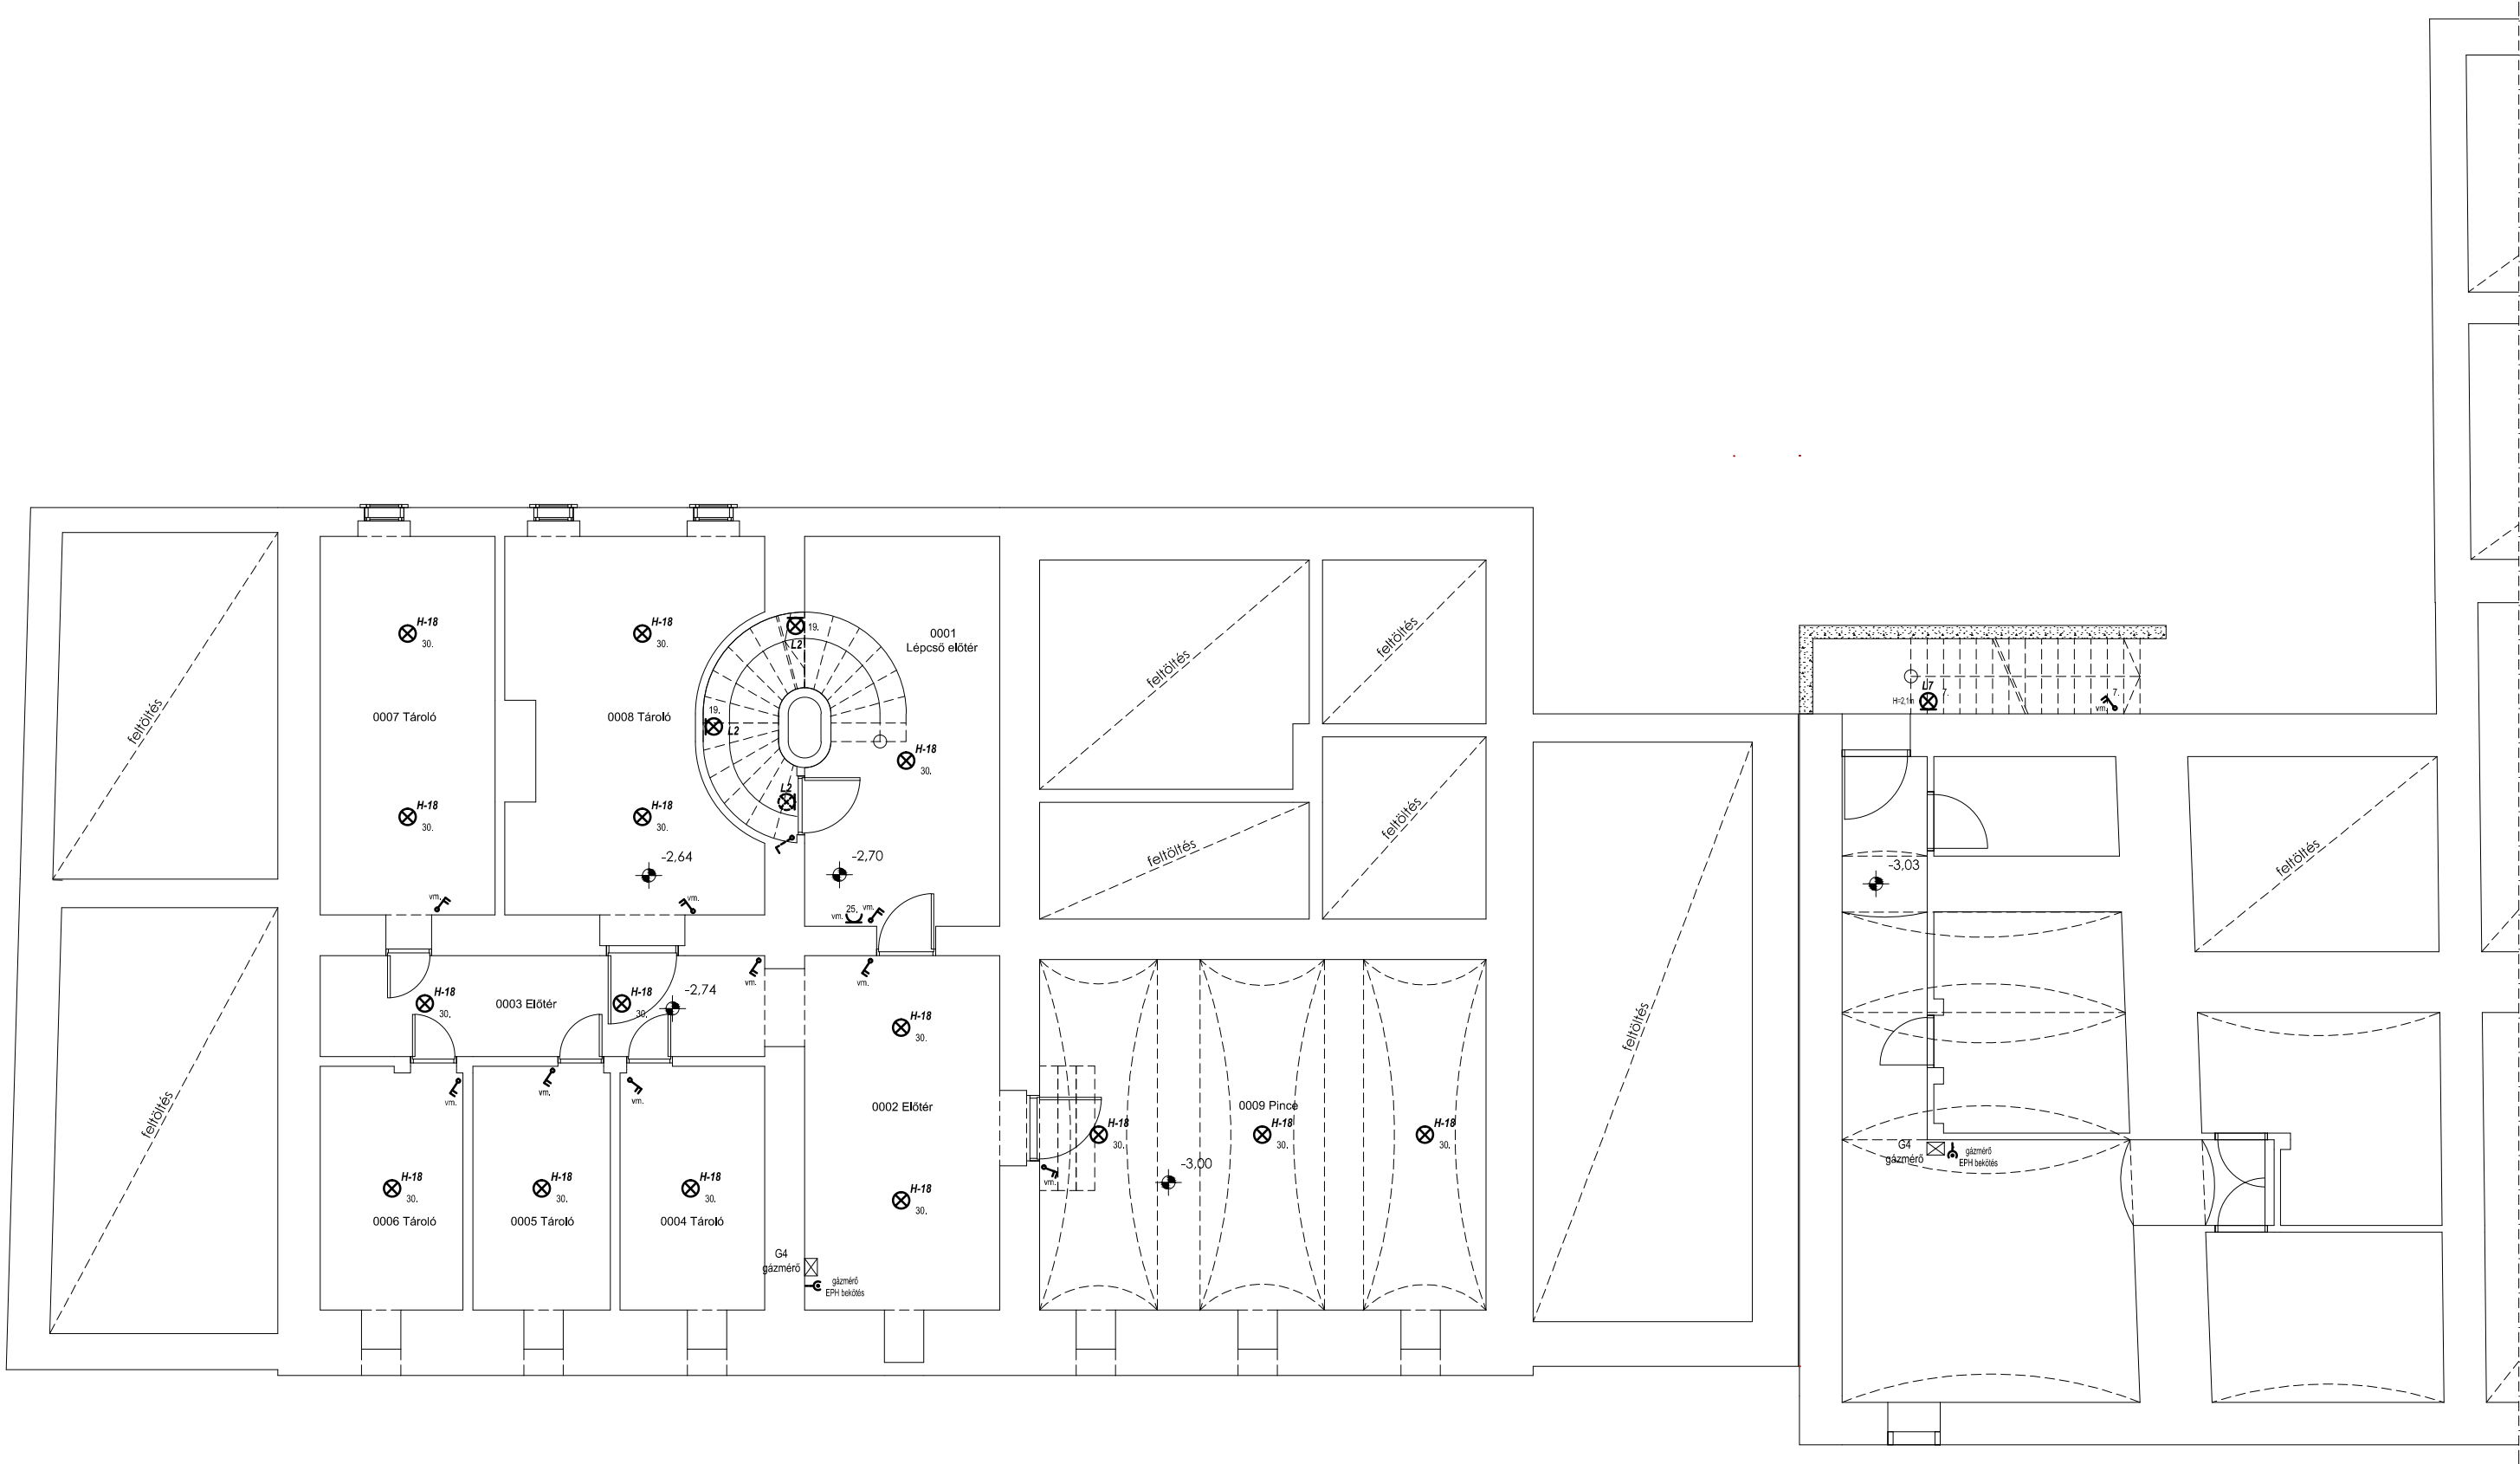 feltöltés
feltöltés
H-18
30.
0007 Tároló
H-18
30.
vm.
H-18
30.
0008 Tároló
H-18
30.
-2,64
vm.
19.
L2
19.
L2
L2
0001
Lépcső előtér
H-18
30.
-2,70
vm.
25.
vm.
H-18
30.
0003 Előtér
H-18
30.
-2,74
vm.
vm.
vm.
vm.
vm.
H-18
30.
0006 Tároló
H-18
30.
0005 Tároló
H-18
30.
0004 Tároló
H-18
30.
0002 Előtér
H-18
30.
G4
gázmérő
gázmérő
EPH bekötés
feltöltés
feltöltés
feltöltés
feltöltés
0009 Pince
H-18
30.
H-18
30.
H-18
30.
-3,00
vm.
feltöltés
L7
7.
H=2,1m
7.
vm.
-3,03
feltöltés
G4
gázmérő
gázmérő
EPH bekötés